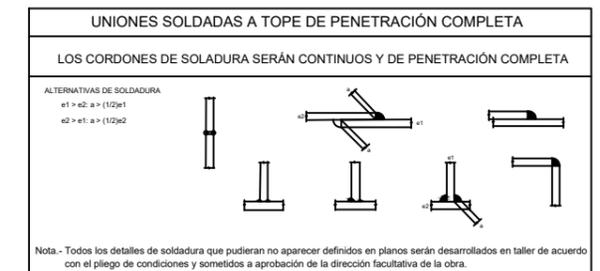 UNIONES SOLDADAS A TOPE DE PENETRACIÓN COMPLETA
LOS CORDONES DE SOLADURA SERÁN CONTINUOS Y DE PENETRACIÓN COMPLETA
ALTERNATIVAS DE SOLDADURA
e1 > e2: a > (1/2)e1
e2 > e1: a > (1/2)e2
a
e2
e1
a
e1
e2
a
Nota.- Todos los detalles de soldadura que pudieran no aparecer definidos en planos serán desarrollados en taller de acuerdo
con el pliego de condiciones y sometidos a aprobación de la dirección facultativa de la obra.